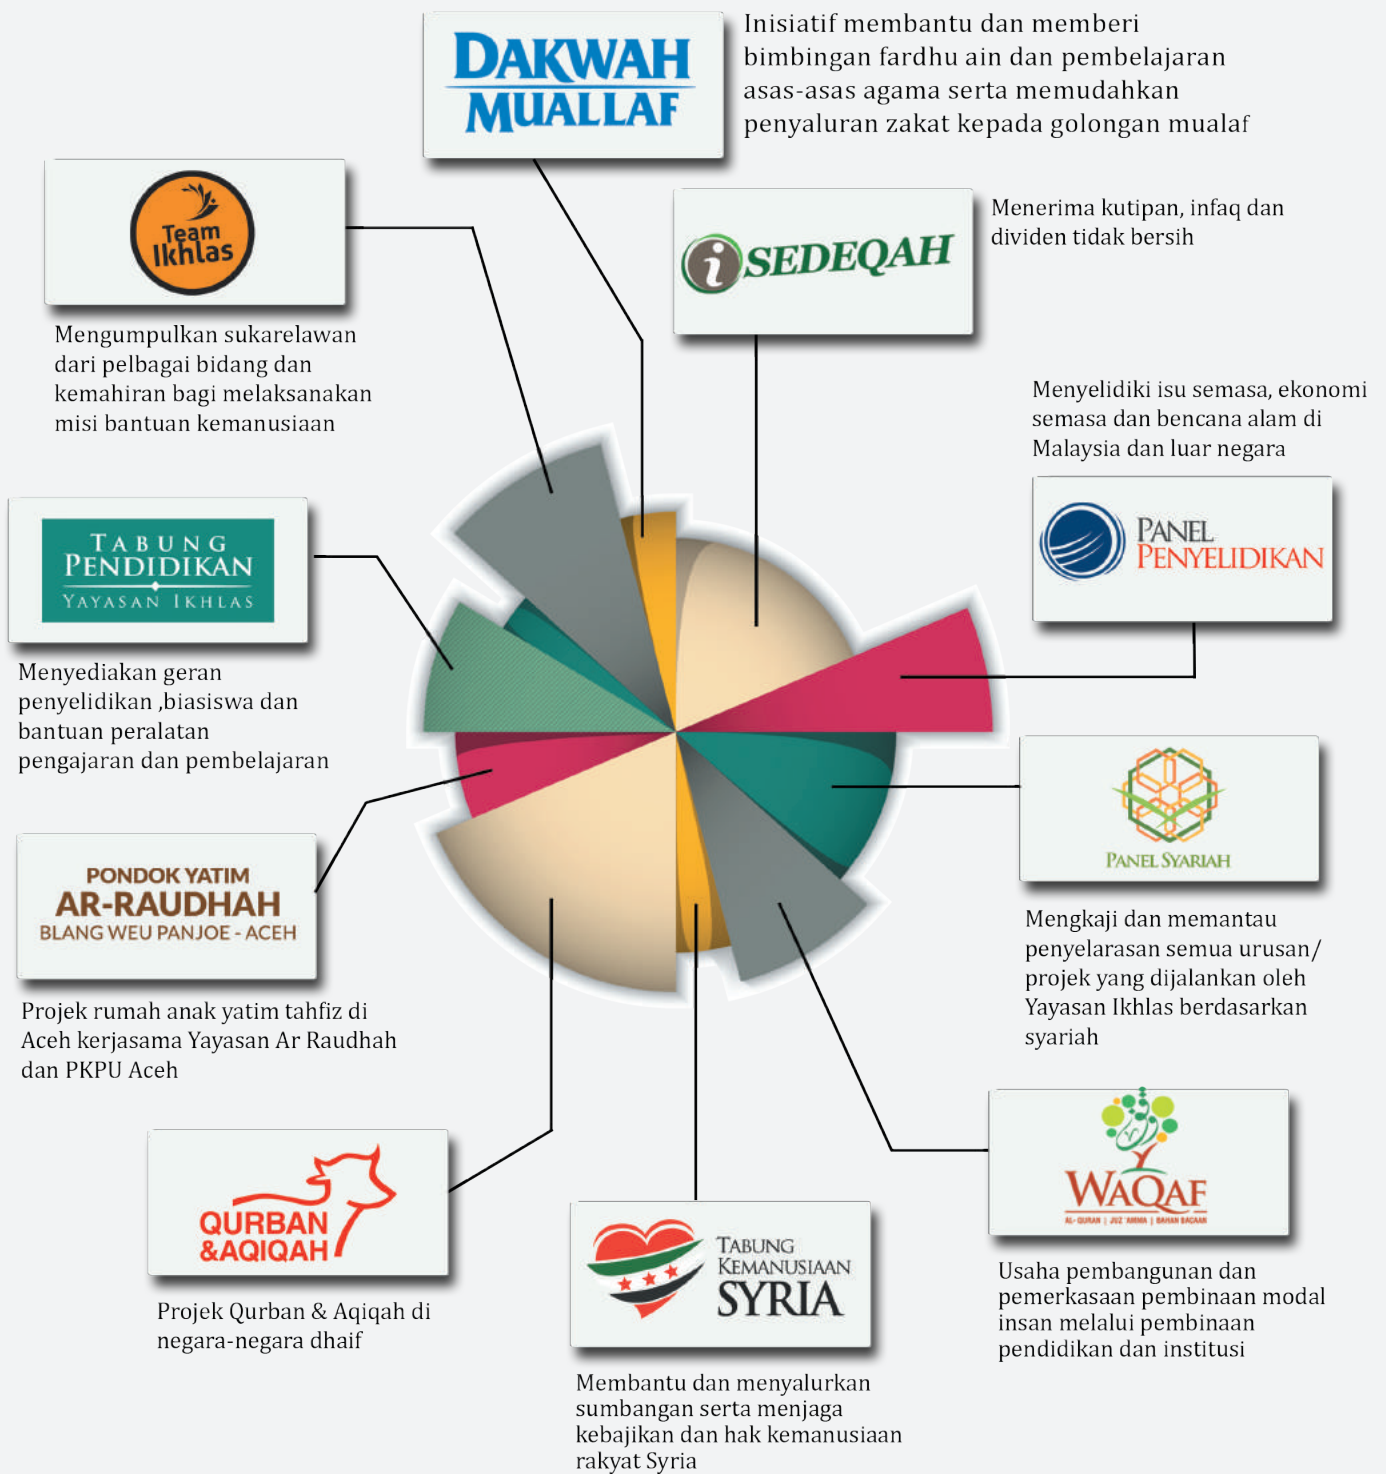 DAKWAH
MUALLAF
Inisiatif membantu dan memberi
bimbingan fardhu ain dan pembelajaran
asas-asas agama serta memudahkan
penyaluran zakat kepada golongan mualaf
Team
Ikhlas
Mengumpulkan sukarelawan
dari pelbagai bidang dan
kemahiran bagi melaksanakan
misi bantuan kemanusiaan
i SEDEQAH
Menerima kutipan, infaq dan
dividen tidak bersih
Menyelidiki isu semasa, ekonomi
semasa dan bencana alam di
Malaysia dan luar negara
PANEL
PENYELIDIKAN
TABUNG
PENDIDIKAN
YAYASAN IKHLAS
Menyediakan geran
penyelidikan ,biasiswa dan
bantuan peralatan
pengajaran dan pembelajaran
PANEL SYARIAH
Mengkaji dan memantau
penyelarasan semua urusan/
projek yang dijalankan oleh
Yayasan Ikhlas berdasarkan
syariah
PONDOK YATIM
AR-RAUDHAH
BLANG WEU PANJOE - ACEH
Projek rumah anak yatim tahfiz di
Aceh kerjasama Yayasan Ar Raudhah
dan PKPU Aceh
QURBAN
&AQIQAH
Projek Qurban & Aqiqah di
negara-negara dhaif
TABUNG
KEMANUSIAAN
SYRIA
Membantu dan menyalurkan
sumbangan serta menjaga
kebajikan dan hak kemanusiaan
rakyat Syria
WAQAF
AL-QURAN | JUZ 'AMMA | BAHAN BACAAN
Usaha pembangunan dan
pemerkasaan pembinaan modal
insan melalui pembinaan
pendidikan dan institusi